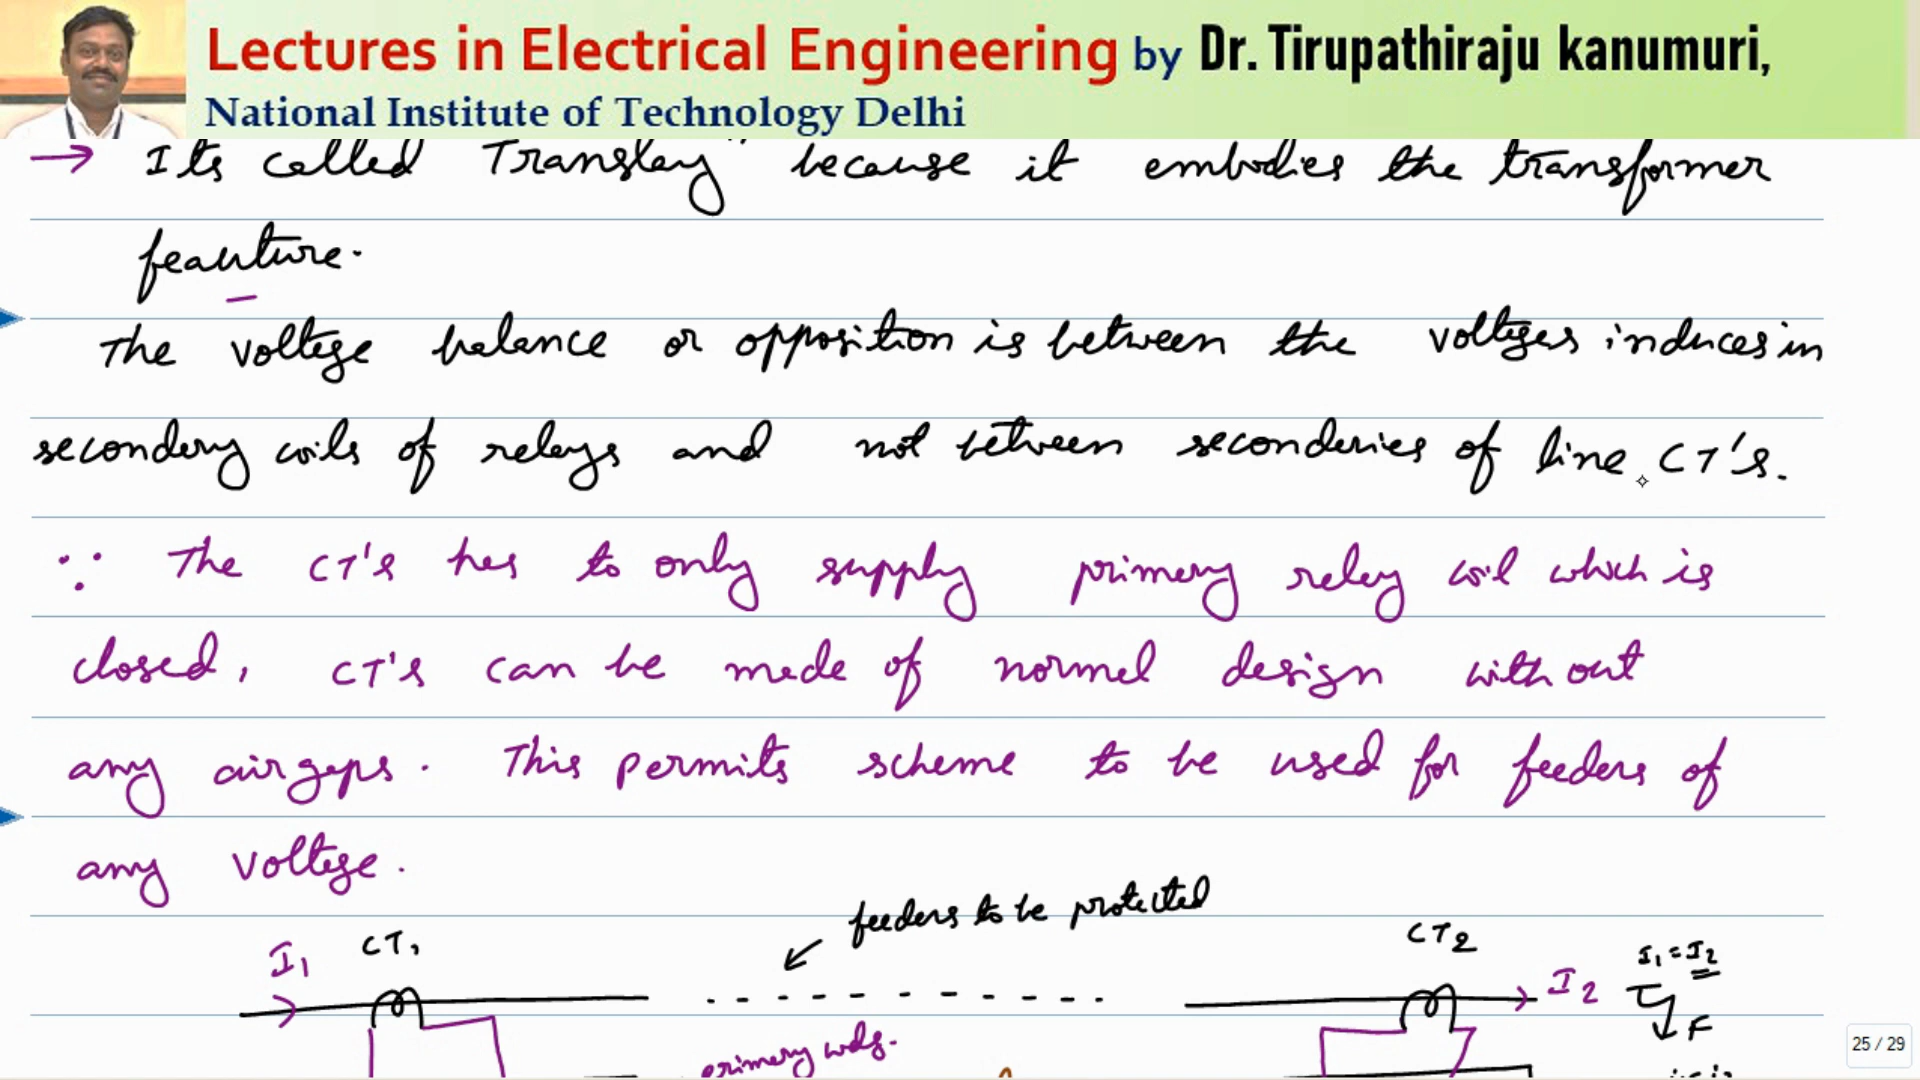 Lectures in Electrical Engineering by Dr. Tirupathiraju kanumuri,
National Institute of Technology Delhi
→ Its called Translay" because it embodies the transformer
feauture.
The voltage balance or opposition is between the voltages induces in
secondary coils of relays and not between secondaries of line CT's.
∵ The CT's has to only supply primary relay coil which is
closed, CT's can be made of normal design with out
any air gaps. This permits scheme to be used for feeders of
any voltage.
feeders to be protected
I₁ CT₁ CT₂ I₁ = I₂
I₂
F
primary wdg.
25 / 29